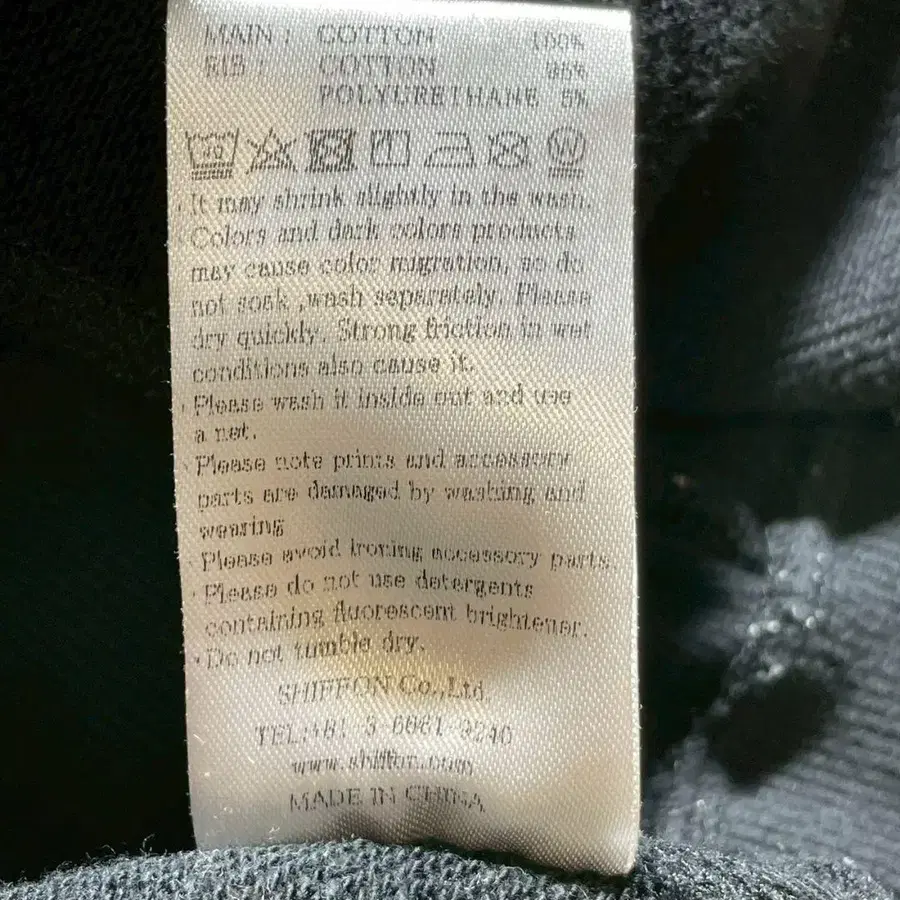 MAIN : COTTON 100%
RIB : COTTON 95%
POLYURETHANE 5%
30 W
· It may shrink slightly in the wash.
Colors and dark colors products
may cause color migration, so do
not soak ,wash separately. Please
dry quickly. Strong friction in wet
conditions also cause it.
· Please wash it inside out and use
a net.
· Please note prints and accessory
parts are damaged by washing and
wearing
· Please avoid ironing accessory parts
· Please do not use detergents
containing fluorescent brightener.
· Do not tumble dry.
SHIFFON Co.,Ltd.
TEL:+81-3-6661-9240
www.shiffon.com
MADE IN CHINA